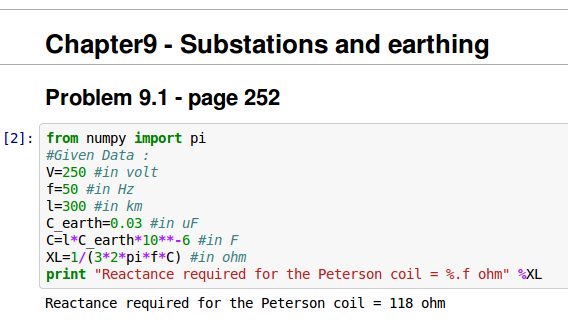 Chapter9 - Substations and earthing
Problem 9.1 - page 252
[2]: from numpy import pi
#Given Data :
V=250 #in volt
f=50 #in Hz
l=300 #in km
C_earth=0.03 #in uF
C=l*C_earth*10**-6 #in F
XL=1/(3*2*pi*f*C) #in ohm
print "Reactance required for the Peterson coil = %.f ohm" %XL
Reactance required for the Peterson coil = 118 ohm